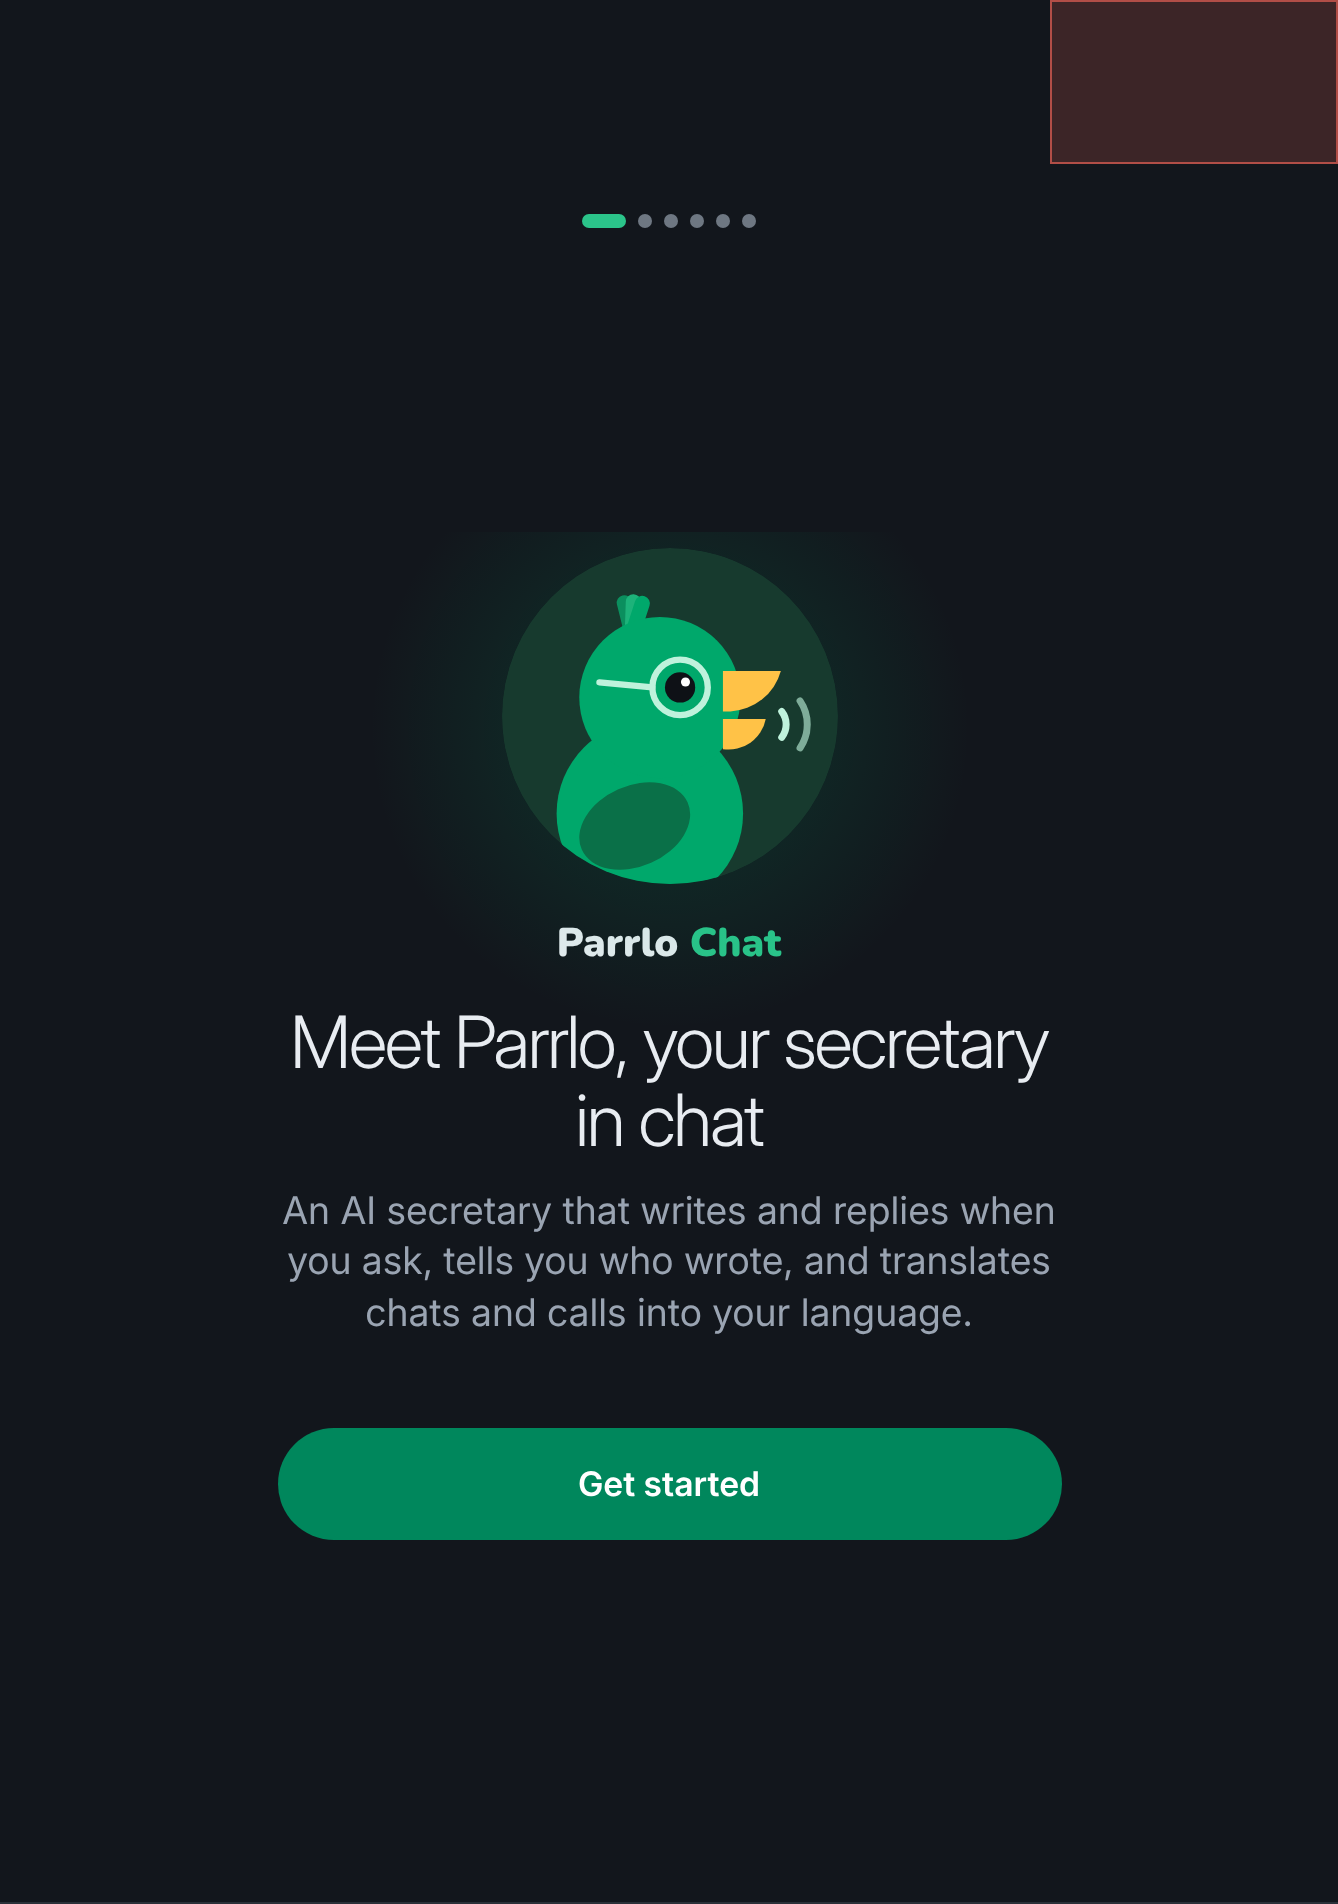 Parrlo Chat
Meet Parrlo, your secretary
in chat
An AI secretary that writes and replies when
you ask, tells you who wrote, and translates
chats and calls into your language.
Get started